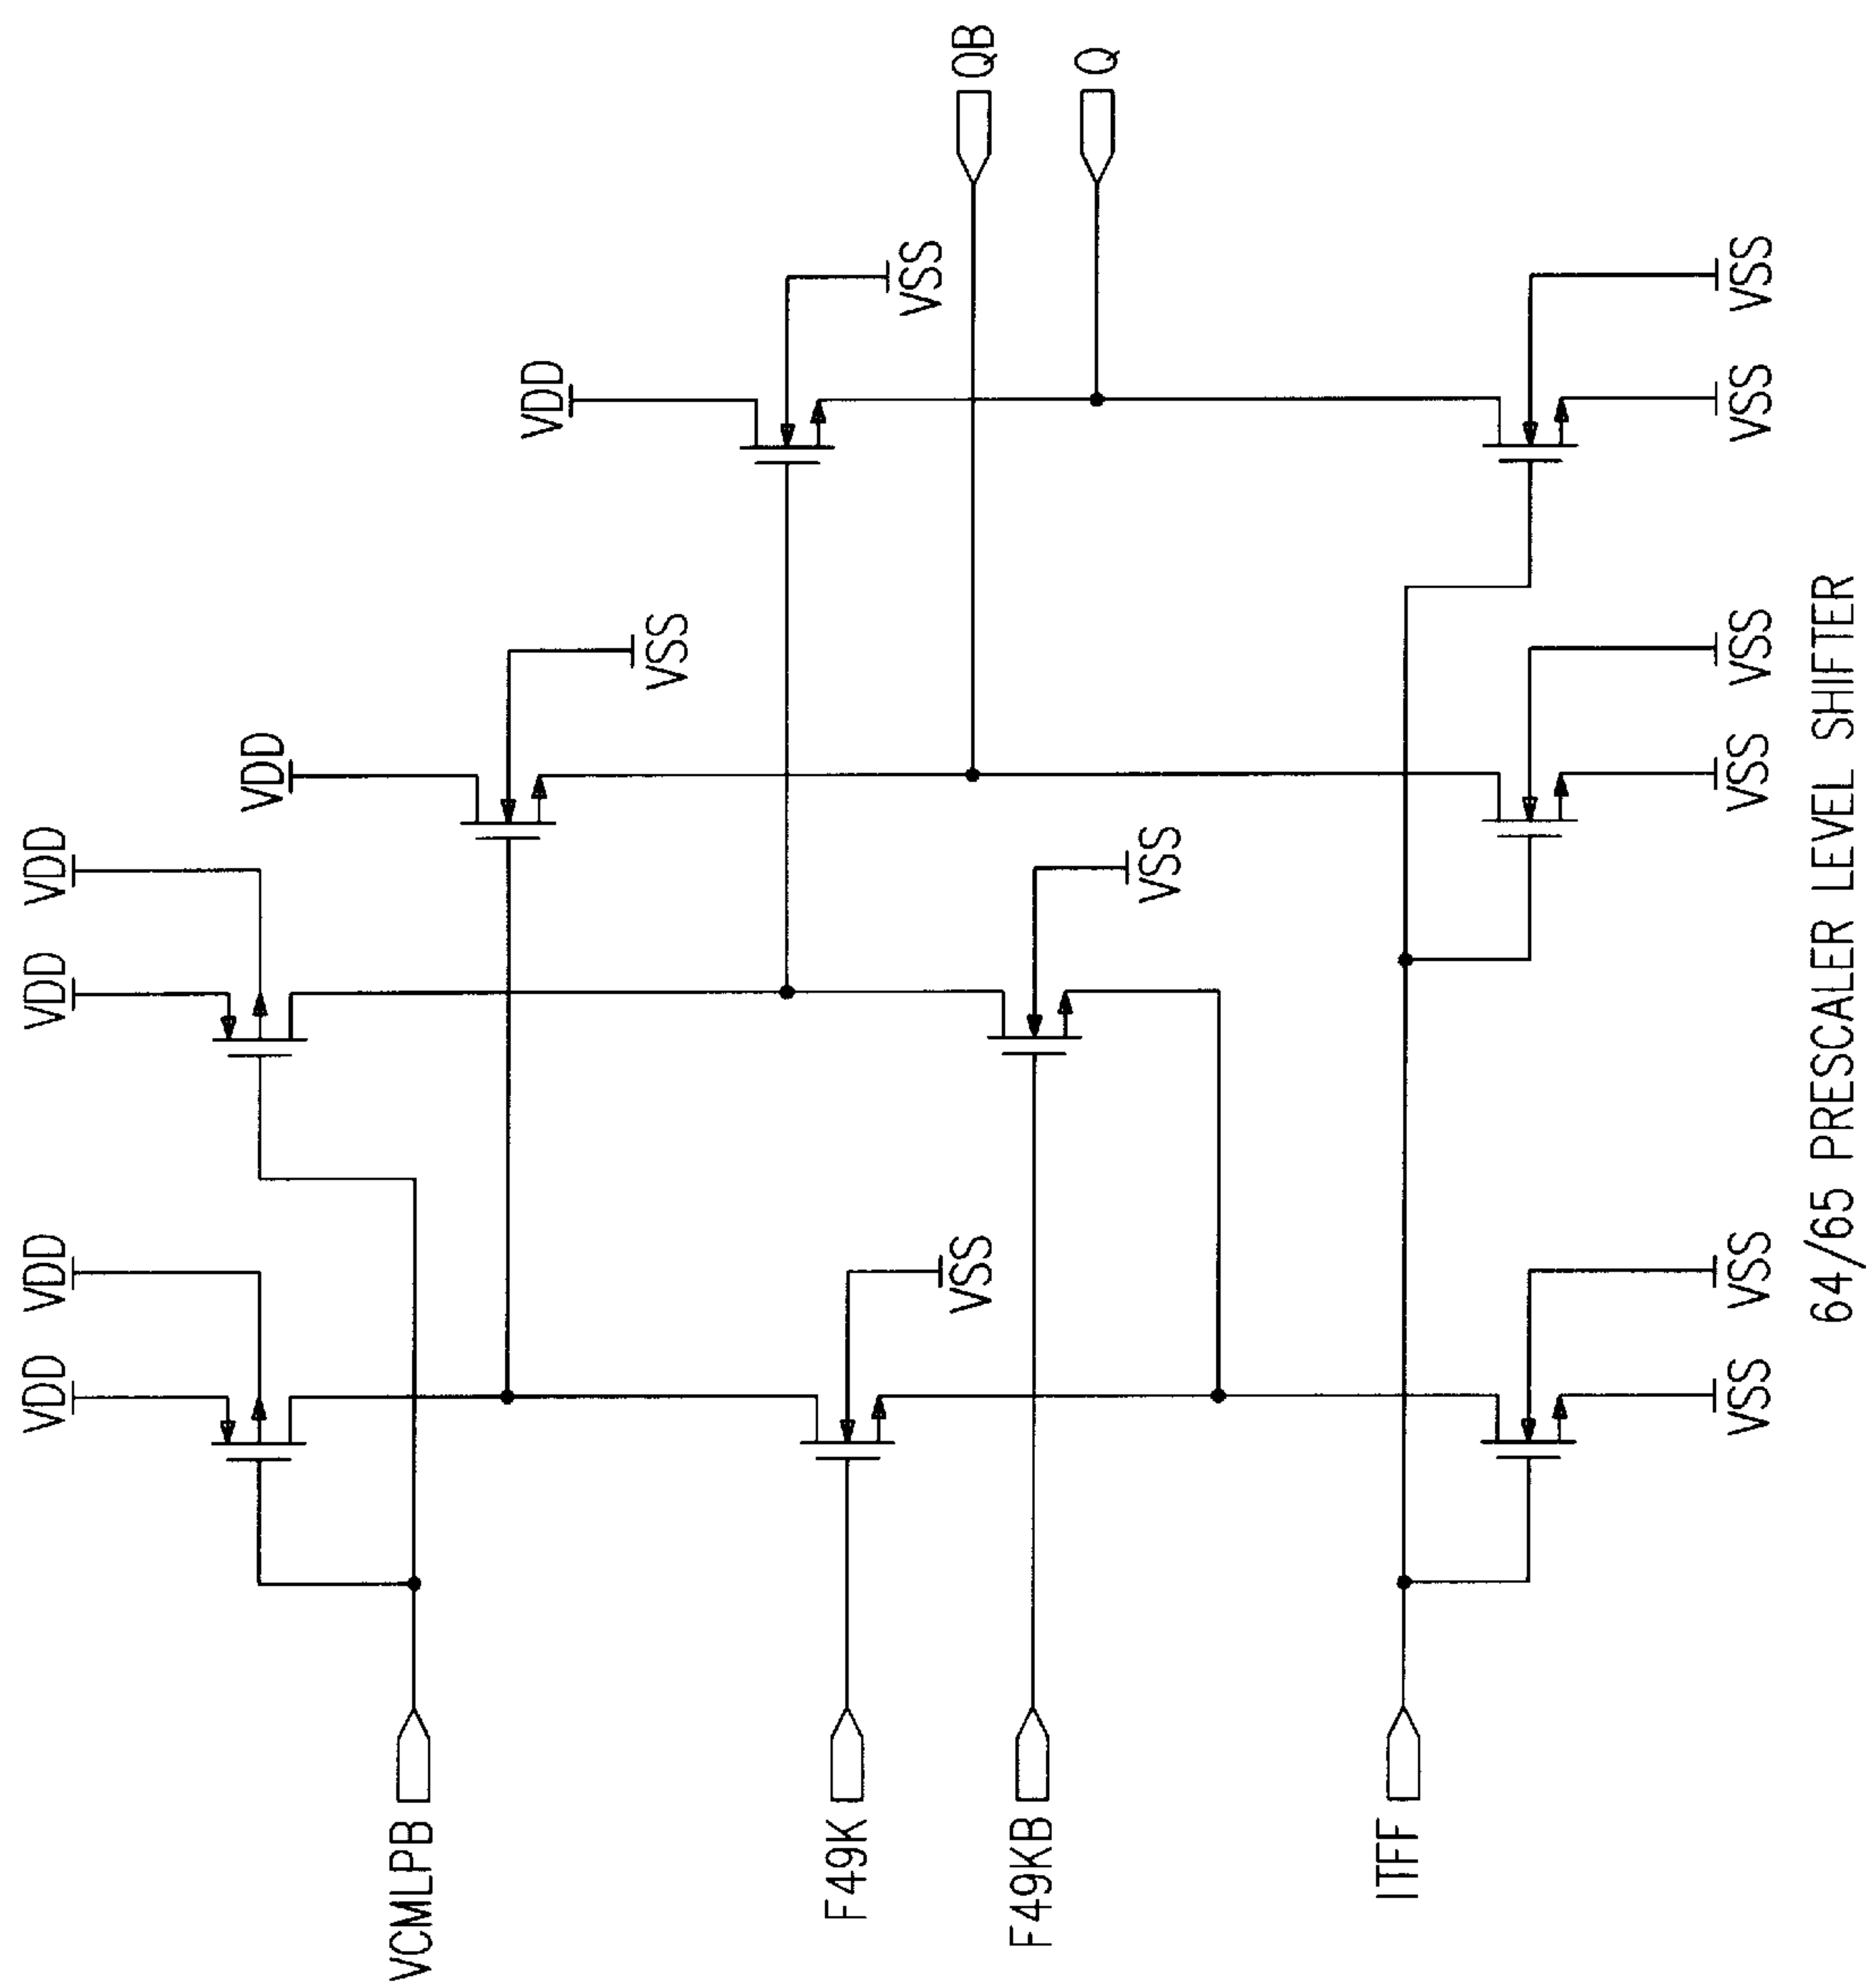 VDD
VDD
VDD
VDD
VDD
VDD
VSS
VSS
VSS
VSS
QB
Q
VCMLPB
F49K
F49KB
ITFF
VSS
VSS
VSS
VSS
VSS
VSS
64/65 PRESCALER LEVEL SHIFTER